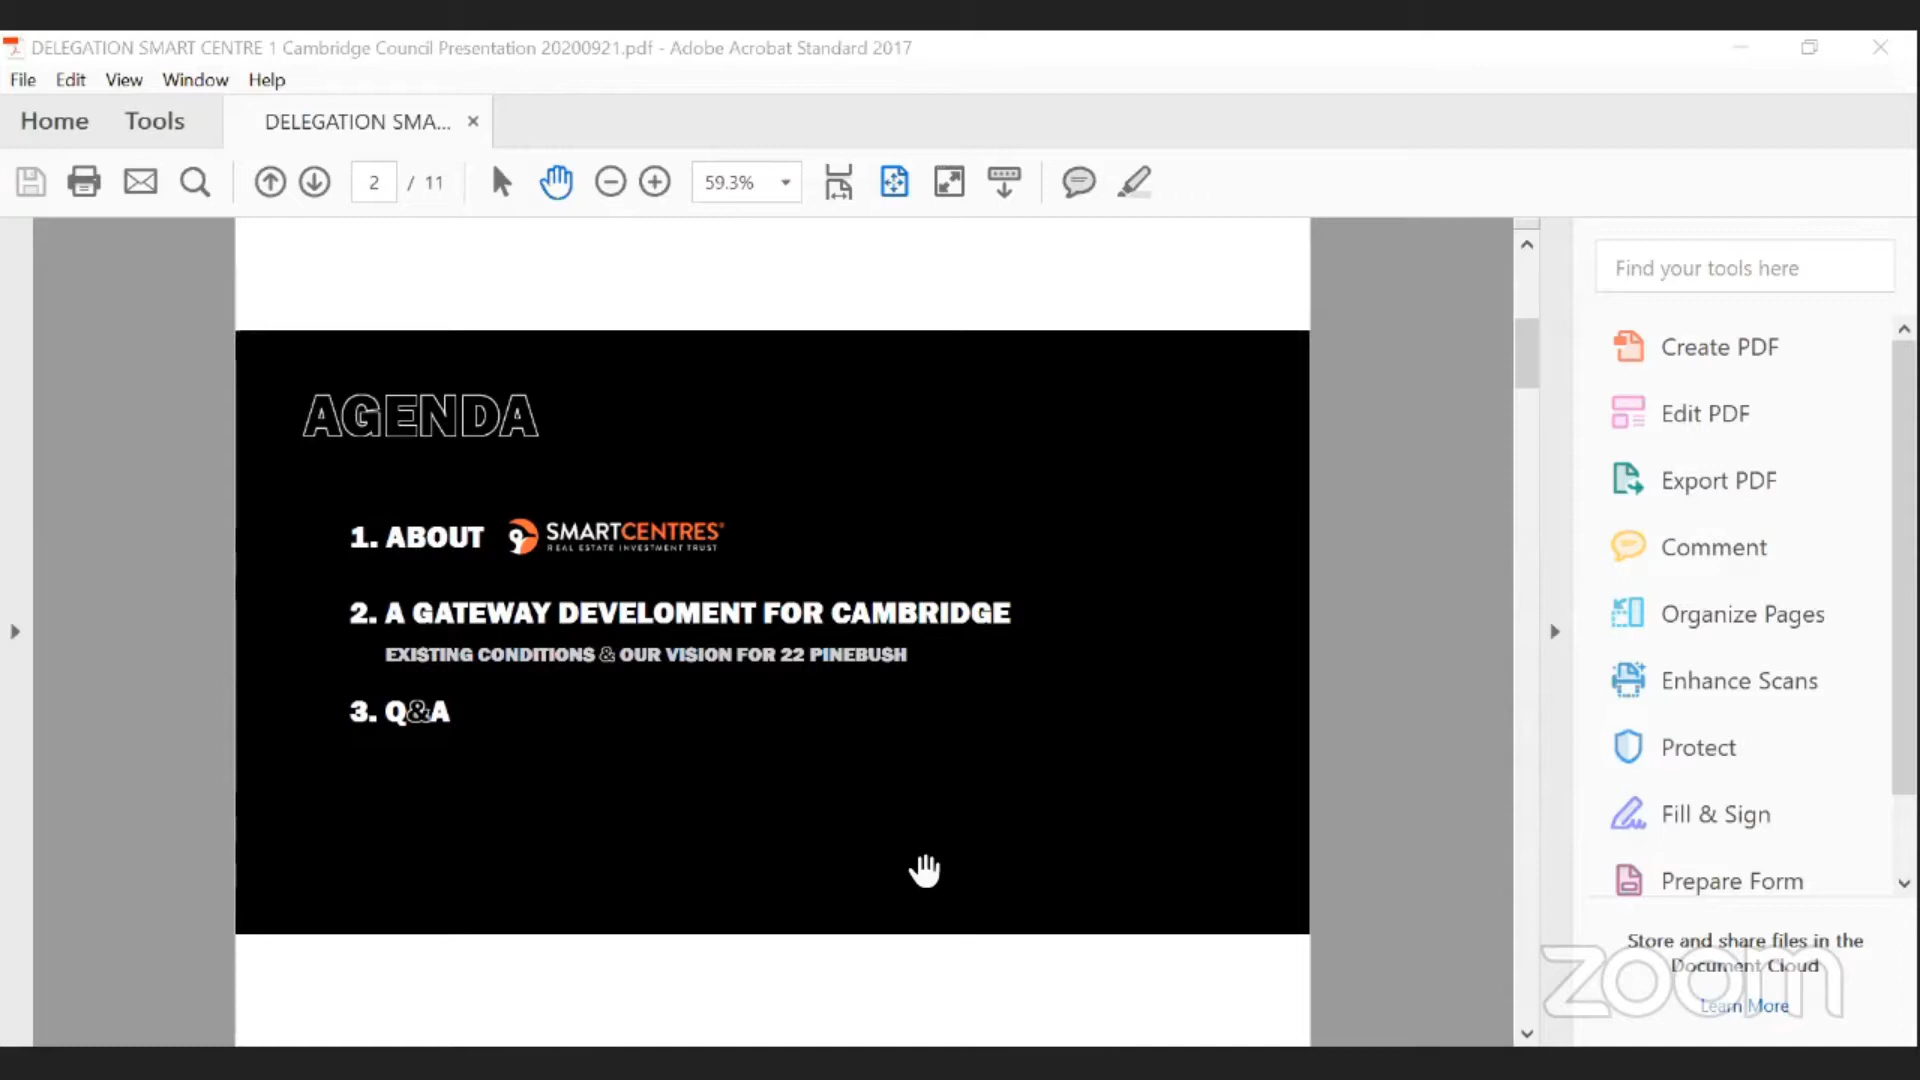 DELEGATION SMART CENTRE 1 Cambridge Council Presentation 20200921.pdf - Adobe Acrobat Standard 2017
File Edit View Window Help
Home Tools DELEGATION SMA... ×
2 / 11 59.3%
Find your tools here
AGENDA
1. ABOUT SMARTCENTRES®
REAL ESTATE INVESTMENT TRUST
2. A GATEWAY DEVELOMENT FOR CAMBRIDGE
EXISTING CONDITIONS & OUR VISION FOR 22 PINEBUSH
3. Q&A
Create PDF
Edit PDF
Export PDF
Comment
Organize Pages
Enhance Scans
Protect
Fill & Sign
Prepare Form
Store and share files in the
Document Cloud
Learn More
zoom